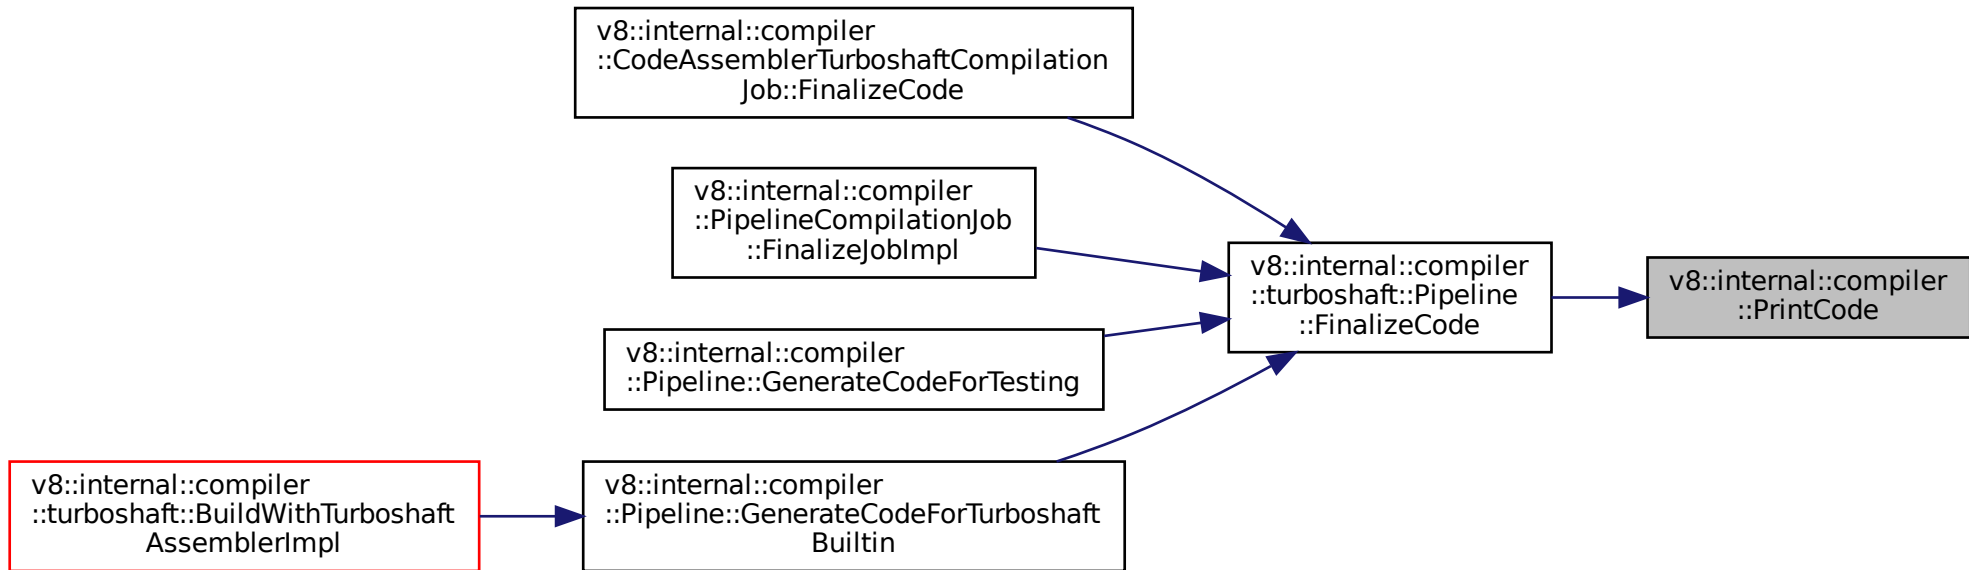 v8::internal::compiler
::CodeAssemblerTurboshaftCompilation
Job::FinalizeCode
v8::internal::compiler
::PipelineCompilationJob
::FinalizeJobImpl
v8::internal::compiler
::turboshaft::Pipeline
::FinalizeCode
v8::internal::compiler
::PrintCode
v8::internal::compiler
::Pipeline::GenerateCodeForTesting
v8::internal::compiler
::turboshaft::BuildWithTurboshaft
AssemblerImpl
v8::internal::compiler
::Pipeline::GenerateCodeForTurboshaft
Builtin